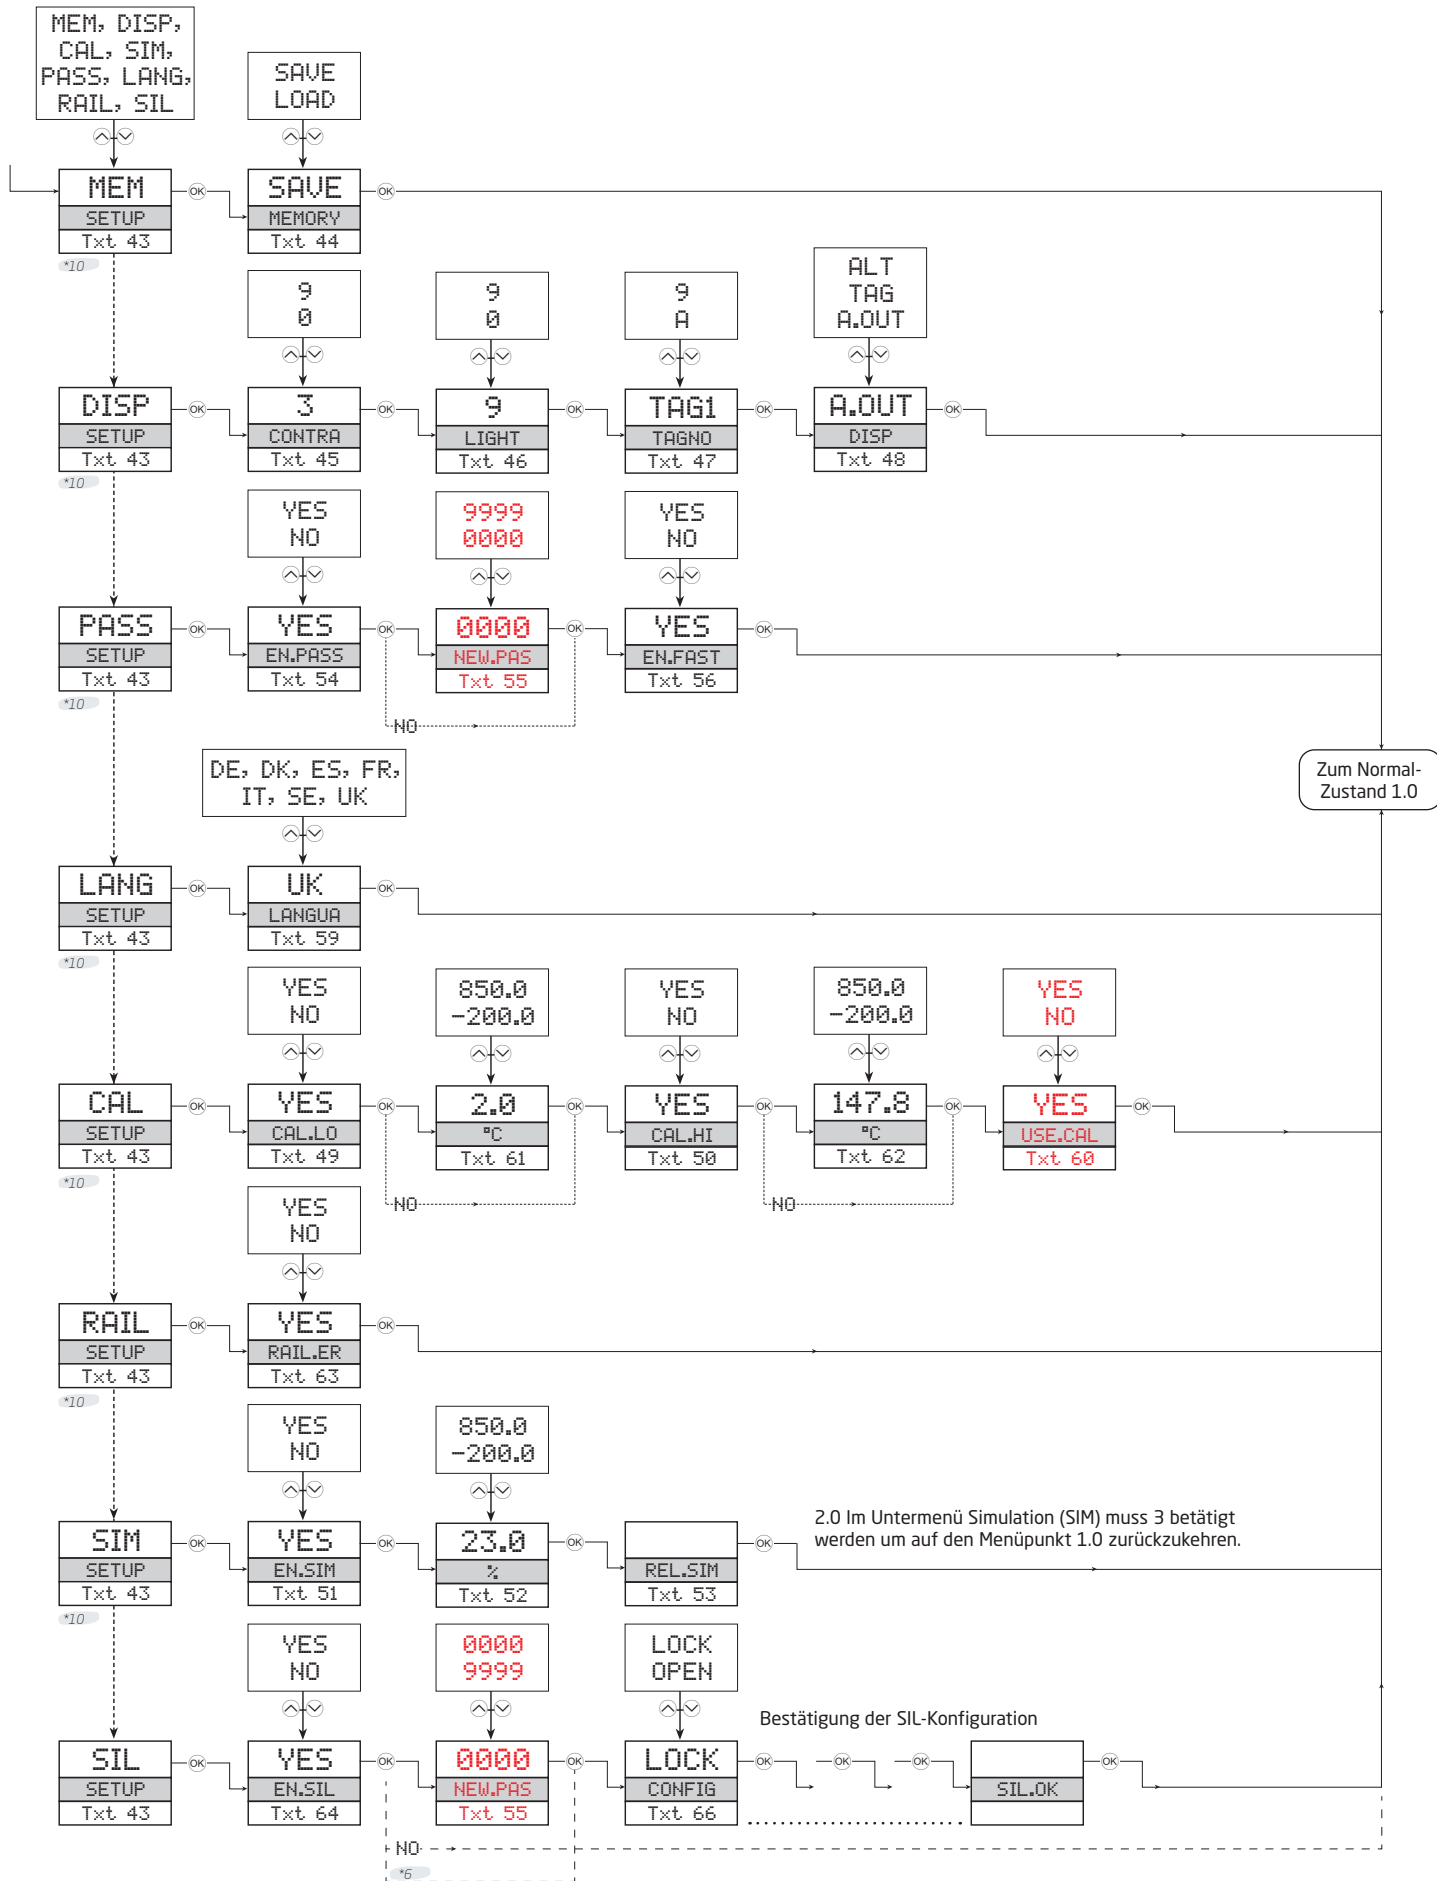 MEM, DISP,
CAL, SIM,
PASS, LANG,
RAIL, SIL
SAVE
LOAD
MEM
SETUP
Txt 43
*10
OK
SAVE
MEMORY
Txt 44
OK
9
0
9
0
9
A
ALT
TAG
A.OUT
DISP
SETUP
Txt 43
*10
OK
3
CONTRA
Txt 45
OK
9
LIGHT
Txt 46
OK
TAG1
TAGNO
Txt 47
OK
A.OUT
DISP
Txt 48
OK
YES
NO
9999
0000
YES
NO
PASS
SETUP
Txt 43
*10
OK
YES
EN.PASS
Txt 54
OK
NO
0000
NEW.PAS
Txt 55
OK
YES
EN.FAST
Txt 56
OK
Zum Normal-
Zustand 1.0
DE, DK, ES, FR,
IT, SE, UK
LANG
SETUP
Txt 43
*10
OK
UK
LANGUA
Txt 59
OK
YES
NO
850.0
-200.0
YES
NO
850.0
-200.0
YES
NO
CAL
SETUP
Txt 43
*10
OK
YES
CAL.LO
Txt 49
OK
NO
2.0
°C
Txt 61
OK
YES
CAL.HI
Txt 50
OK
NO
147.8
°C
Txt 62
OK
YES
USE.CAL
Txt 60
OK
YES
NO
RAIL
SETUP
Txt 43
*10
OK
YES
RAIL.ER
Txt 63
OK
YES
NO
850.0
-200.0
SIM
SETUP
Txt 43
*10
OK
YES
EN.SIM
Txt 51
OK
23.0
%
Txt 52
OK
REL.SIM
Txt 53
OK
2.0 Im Untermenü Simulation (SIM) muss 3 betätigt
werden um auf den Menüpunkt 1.0 zurückzukehren.
YES
NO
0000
9999
LOCK
OPEN
Bestätigung der SIL-Konfiguration
SIL
SETUP
Txt 43
OK
YES
EN.SIL
Txt 64
OK
0000
NEW.PAS
Txt 55
OK
LOCK
CONFIG
Txt 66
OK
OK
OK
SIL.OK
OK
NO
*6